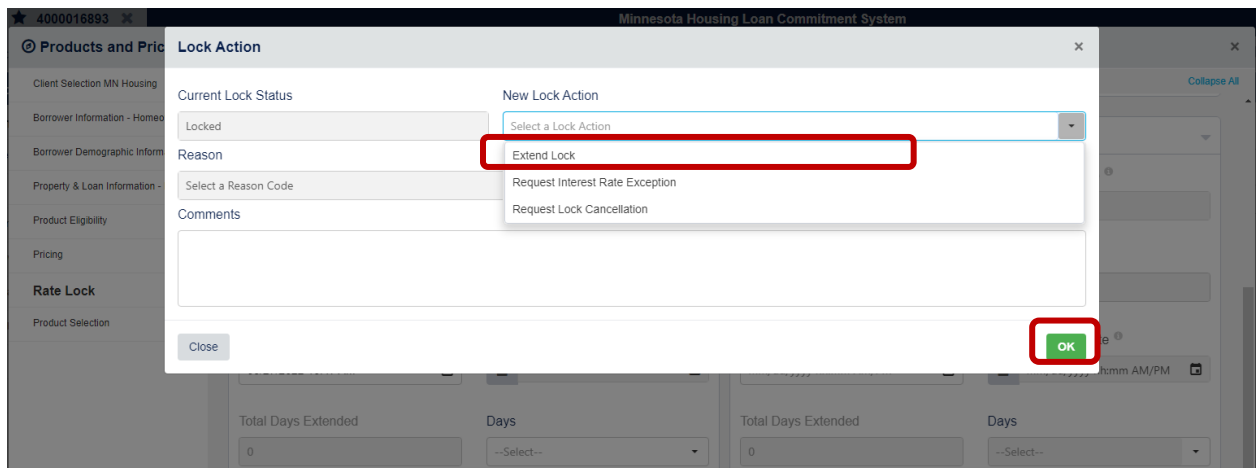 4000016893
Minnesota Housing Loan Commitment System
Products and Pric
Lock Action
Collapse All
Client Selection MN Housing
Borrower Information - Homeo
Borrower Demographic Inform
Property & Loan Information -
Product Eligibility
Pricing
Rate Lock
Product Selection
Current Lock Status
New Lock Action
Locked
Select a Lock Action
Reason
Extend Lock
Select a Reason Code
Request Interest Rate Exception
Comments
Request Lock Cancellation
Close
OK
h:mm AM/PM
Total Days Extended
Days
Total Days Extended
Days
0
--Select--
0
--Select--